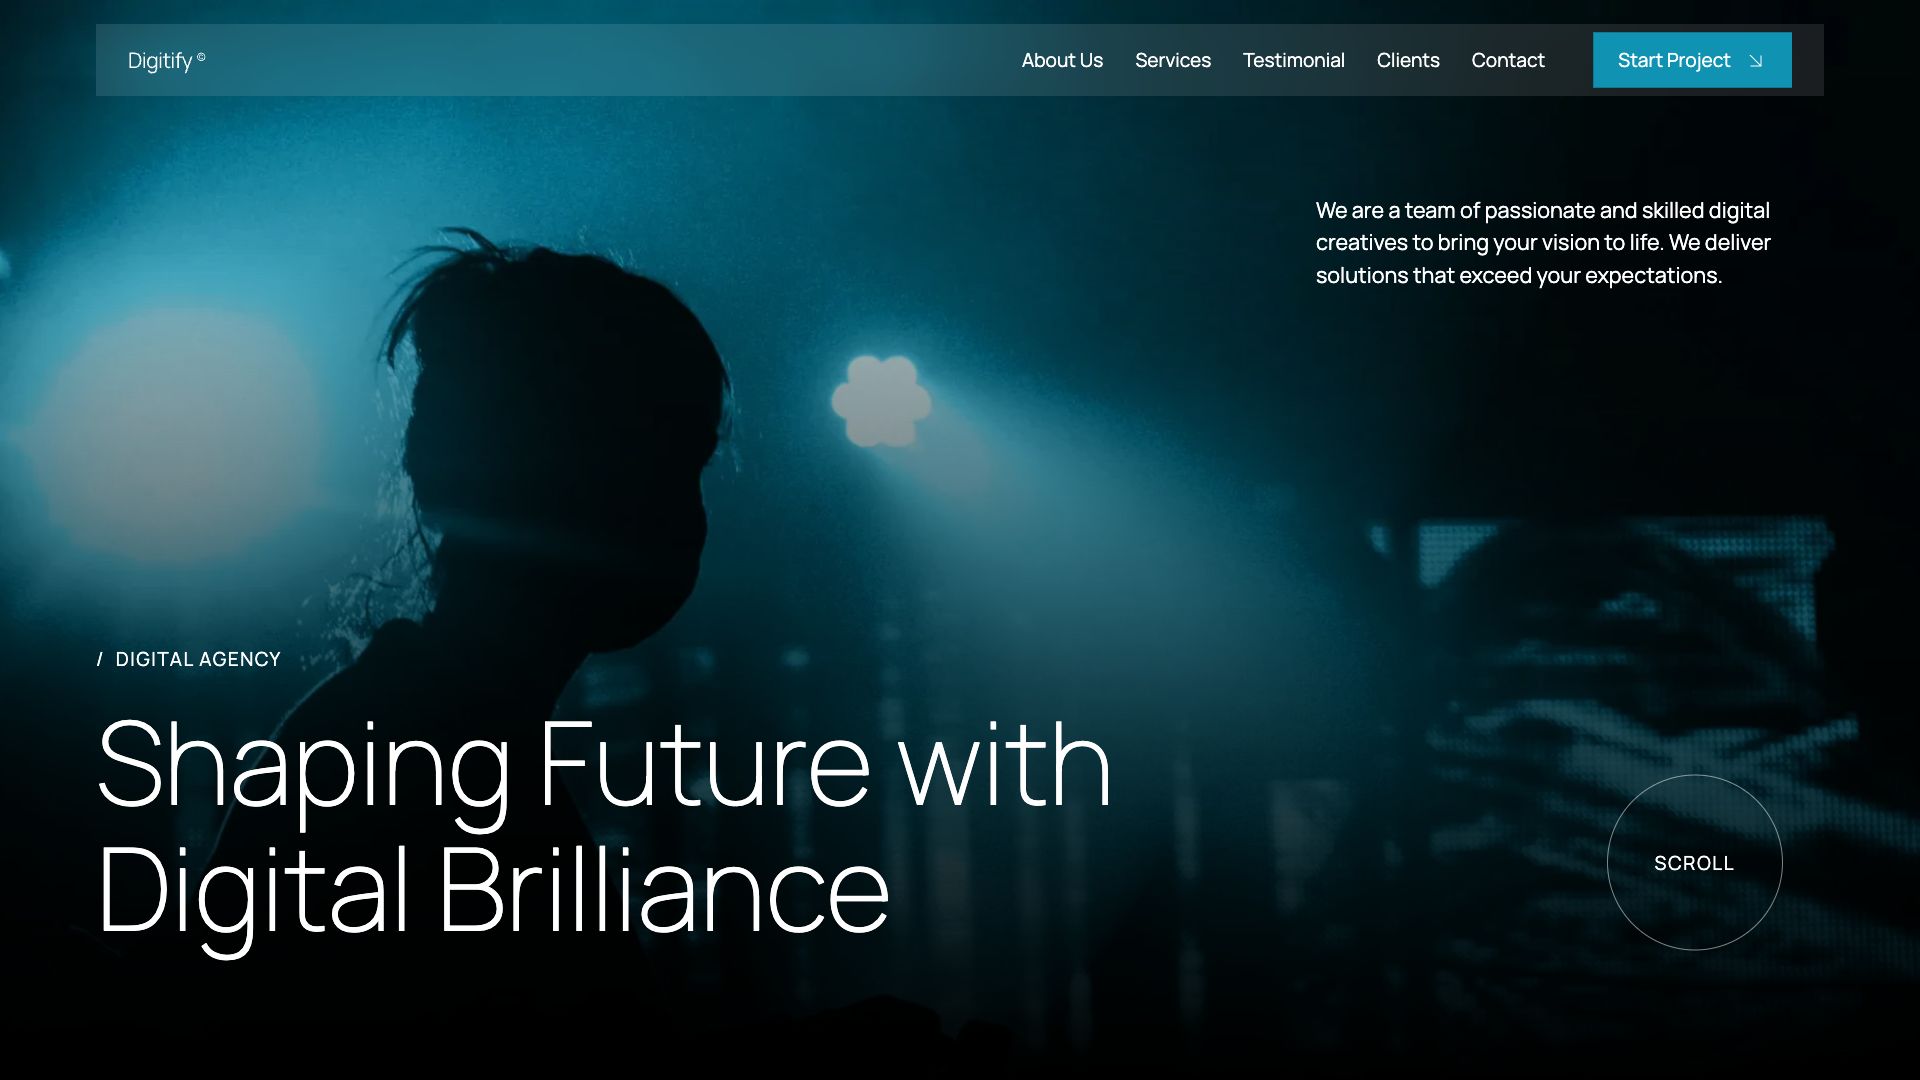 Digitify ©
About Us
Services
Testimonial
Clients
Contact
Start Project
We are a team of passionate and skilled digital
creatives to bring your vision to life. We deliver
solutions that exceed your expectations.
/ DIGITAL AGENCY
Shaping Future with
Digital Brilliance
SCROLL